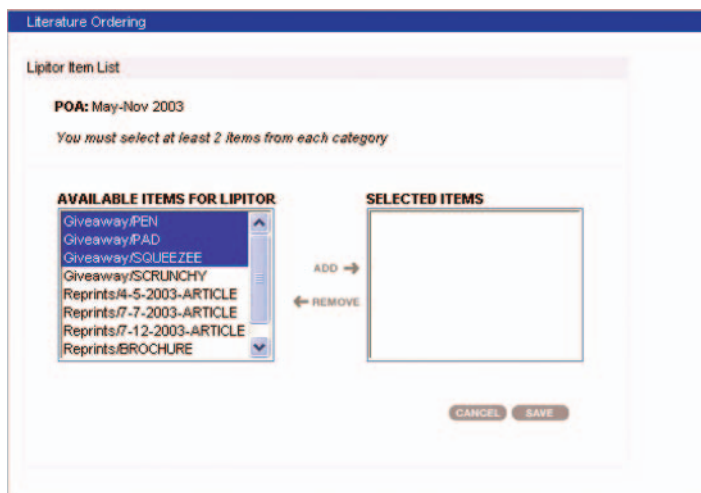 Literature Ordering
Lipitor Item List
POA: May-Nov 2003
You must select at least 2 items from each category
AVAILABLE ITEMS FOR LIPITOR
Giveaway/PEN
Giveaway/PAD
Giveaway/SQUEEZEE
Giveaway/SCRUNCHY
Reprints/4-5-2003-ARTICLE
Reprints/7-7-2003-ARTICLE
Reprints/7-12-2003-ARTICLE
Reprints/BROCHURE
ADD
REMOVE
SELECTED ITEMS
CANCEL SAVE